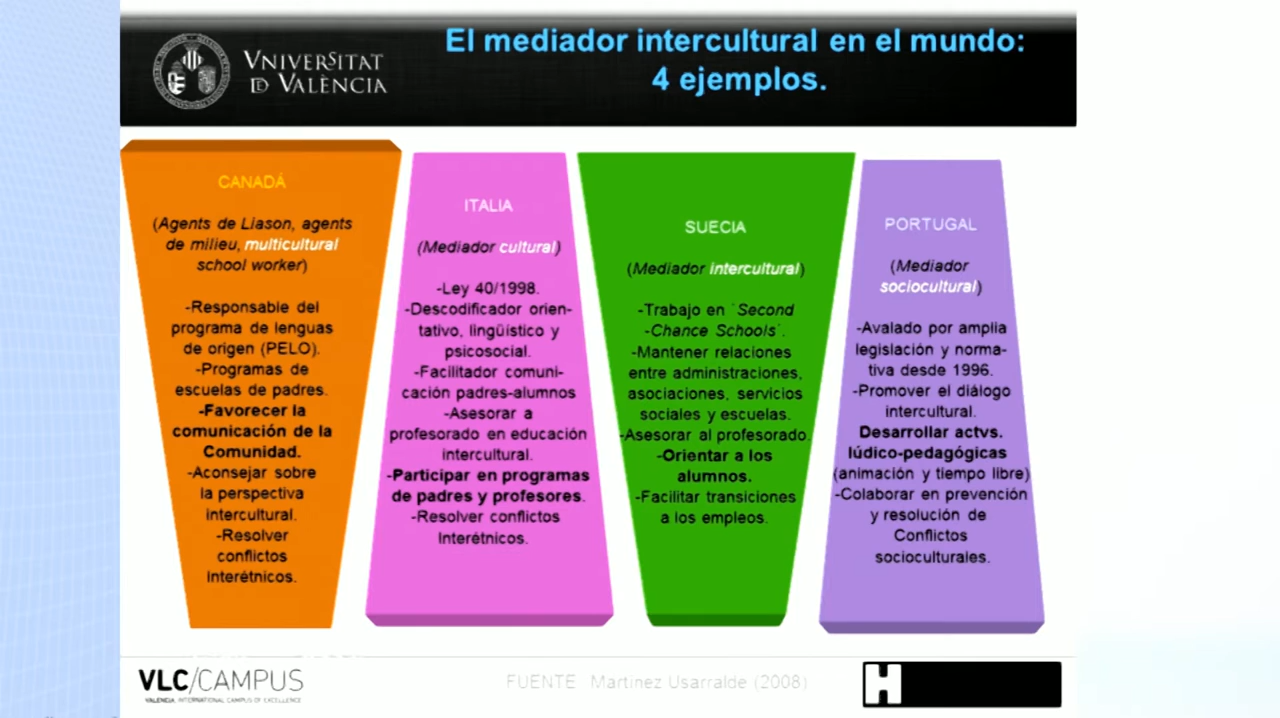 VNIVERSITAT
DE VALÈNCIA
El mediador intercultural en el mundo:
4 ejemplos.
CANADÁ
(Agents de Liason, agents
de milieu, multicultural
school worker)
-Responsable del
programa de lenguas
de origen (PELO).
-Programas de
escuelas de padres.
-Favorecer la
comunicación de la
Comunidad.
-Aconsejar sobre
la perspectiva
intercultural.
-Resolver
conflictos
Interétnicos.
ITALIA
(Mediador cultural)
-Ley 40/1998.
-Descodificador orien-
tativo, lingüístico y
psicosocial.
-Facilitador comuni-
cación padres-alumnos
-Asesorar a
profesorado en educación
intercultural.
-Participar en programas
de padres y profesores.
-Resolver conflictos
Interétnicos.
SUECIA
(Mediador intercultural)
-Trabajo en `Second
-Chance Schools´.
-Mantener relaciones
entre administraciones,
asociaciones, servicios
sociales y escuelas.
-Asesorar al profesorado.
-Orientar a los
alumnos.
-Facilitar transiciones
a los empleos.
PORTUGAL
(Mediador
sociocultural)
-Avalado por amplia
legislación y norma-
tiva desde 1996.
-Promover el diálogo
intercultural.
Desarrollar actvs.
lúdico-pedagógicas
(animación y tiempo libre)
-Colaborar en prevención
y resolución de
Conflictos
socioculturales.
VLC/CAMPUS
VALENCIA, INTERNATIONAL CAMPUS OF EXCELLENCE
FUENTE Martínez Usarralde (2008)
H